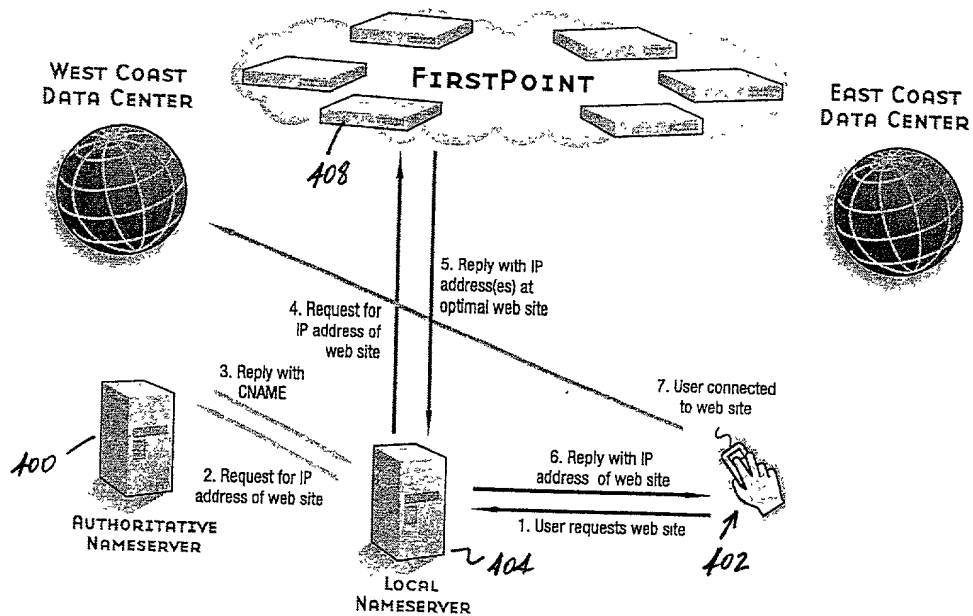 WEST COAST
DATA CENTER
FIRSTPOINT
EAST COAST
DATA CENTER
408
5. Reply with IP
address(es) at
optimal web site
4. Request for
IP address of
web site
3. Reply with
CNAME
7. User connected
to web site
400
2. Request for IP
address of web site
6. Reply with IP
address of web site
1. User requests web site
AUTHORITATIVE
NAMESERVER
404
402
LOCAL
NAMESERVER